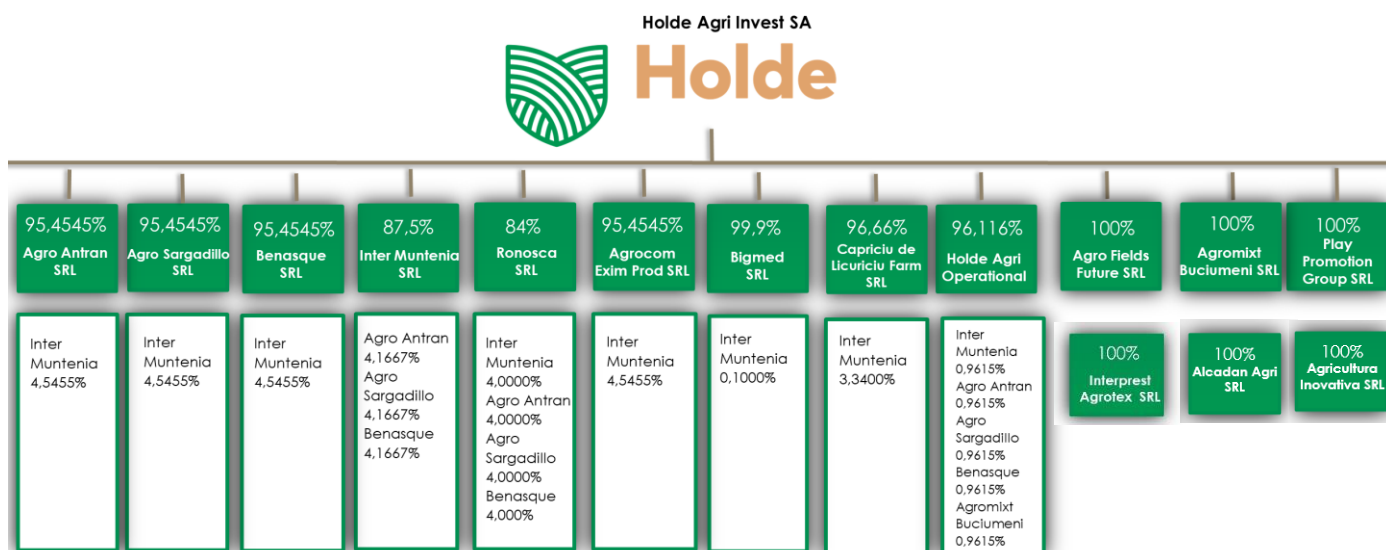 Holde Agri Invest SA
Holde
95,4545%
Agro Antran
SRL
95,4545%
Agro Sargadillo
SRL
95,4545%
Benasque
SRL
87,5%
Inter Muntenia
SRL
84%
Ronosca
SRL
95,4545%
Agrocom
Exim Prod SRL
99,9%
Bigmed
SRL
96,66%
Capriciu de
Licuriciu Farm
SRL
96,116%
Holde Agri
Operational
100%
Agro Fields
Future SRL
100%
Agromixt
Buciumeni SRL
100%
Play
Promotion
Group SRL
Inter
Muntenia
4,5455%
Inter
Muntenia
4,5455%
Inter
Muntenia
4,5455%
Agro Antran
4,1667%
Agro
Sargadillo
4,1667%
Benasque
4,1667%
Inter
Muntenia
4,0000%
Agro Antran
4,0000%
Agro
Sargadillo
4,0000%
Benasque
4,000%
Inter
Muntenia
4,5455%
Inter
Muntenia
0,1000%
Inter
Muntenia
3,3400%
Inter
Muntenia
0,9615%
Agro Antran
0,9615%
Agro
Sargadillo
0,9615%
Benasque
0,9615%
Agromixt
Buciumeni
0,9615%
100%
Interprest
Agrotex SRL
100%
Alcadan Agri
SRL
100%
Agricultura
Inovativa SRL